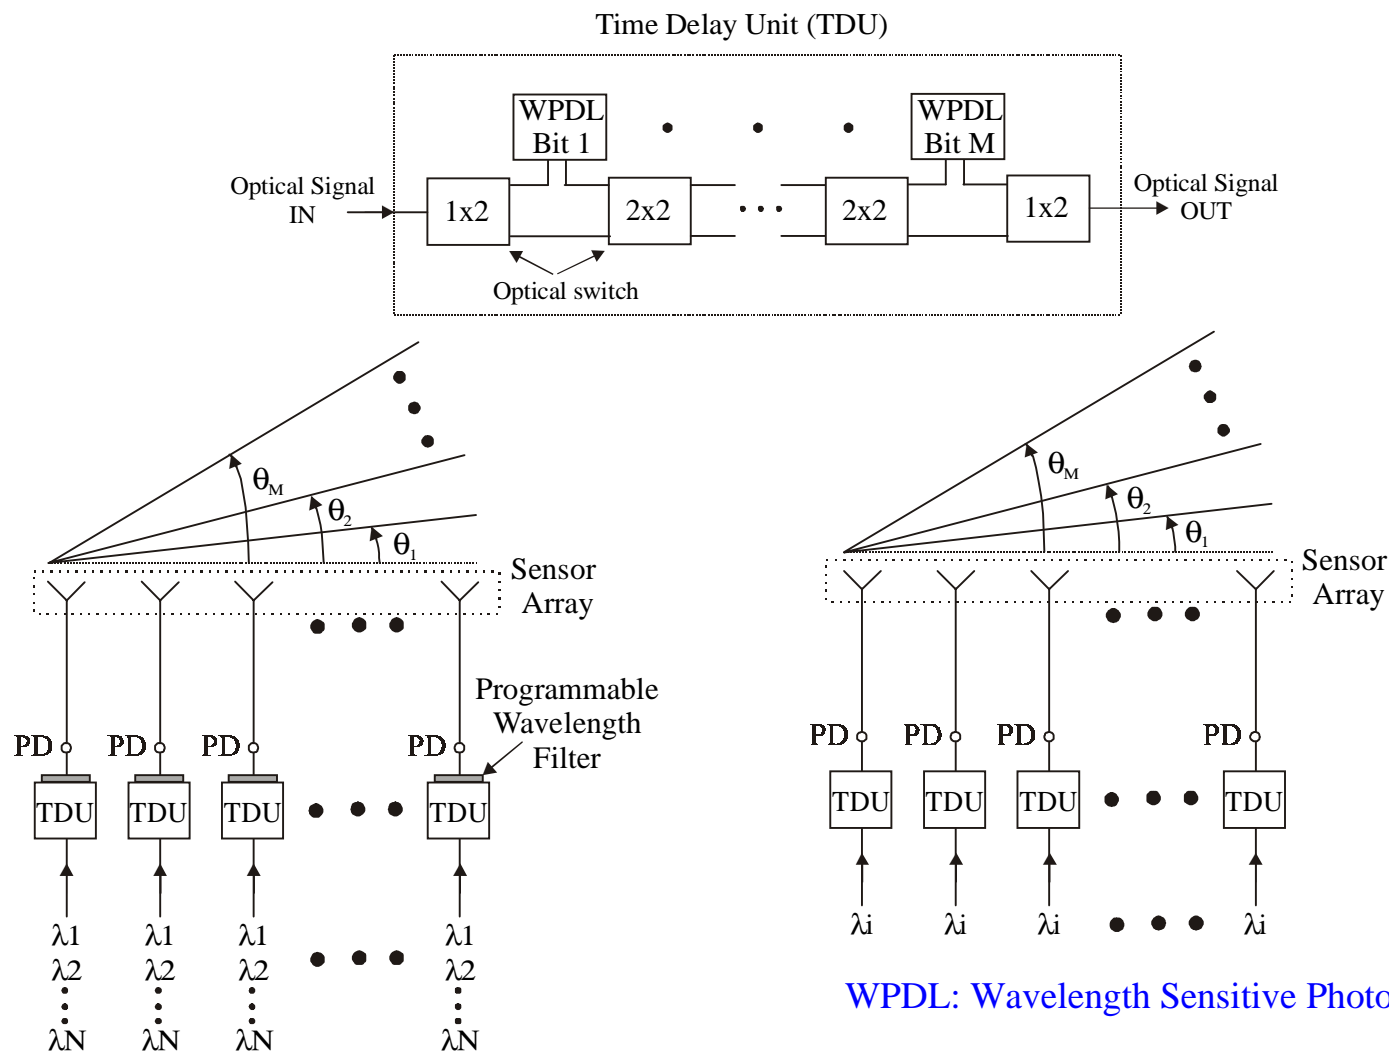 Time Delay Unit (TDU)
WPDL
Bit 1
WPDL
Bit M
Optical Signal
IN
1x2
2x2
2x2
1x2
Optical Signal
OUT
Optical switch
θM
θ2
θ1
Sensor
Array
Programmable
Wavelength
Filter
PD PD PD PD
TDU TDU TDU TDU
λ1 λ1 λ1 λ1
λ2 λ2 λ2 λ2
λN λN λN λN
θM
θ2
θ1
Sensor
Array
PD PD PD PD
TDU TDU TDU TDU
λi λi λi λi
WPDL: Wavelength Sensitive Photo